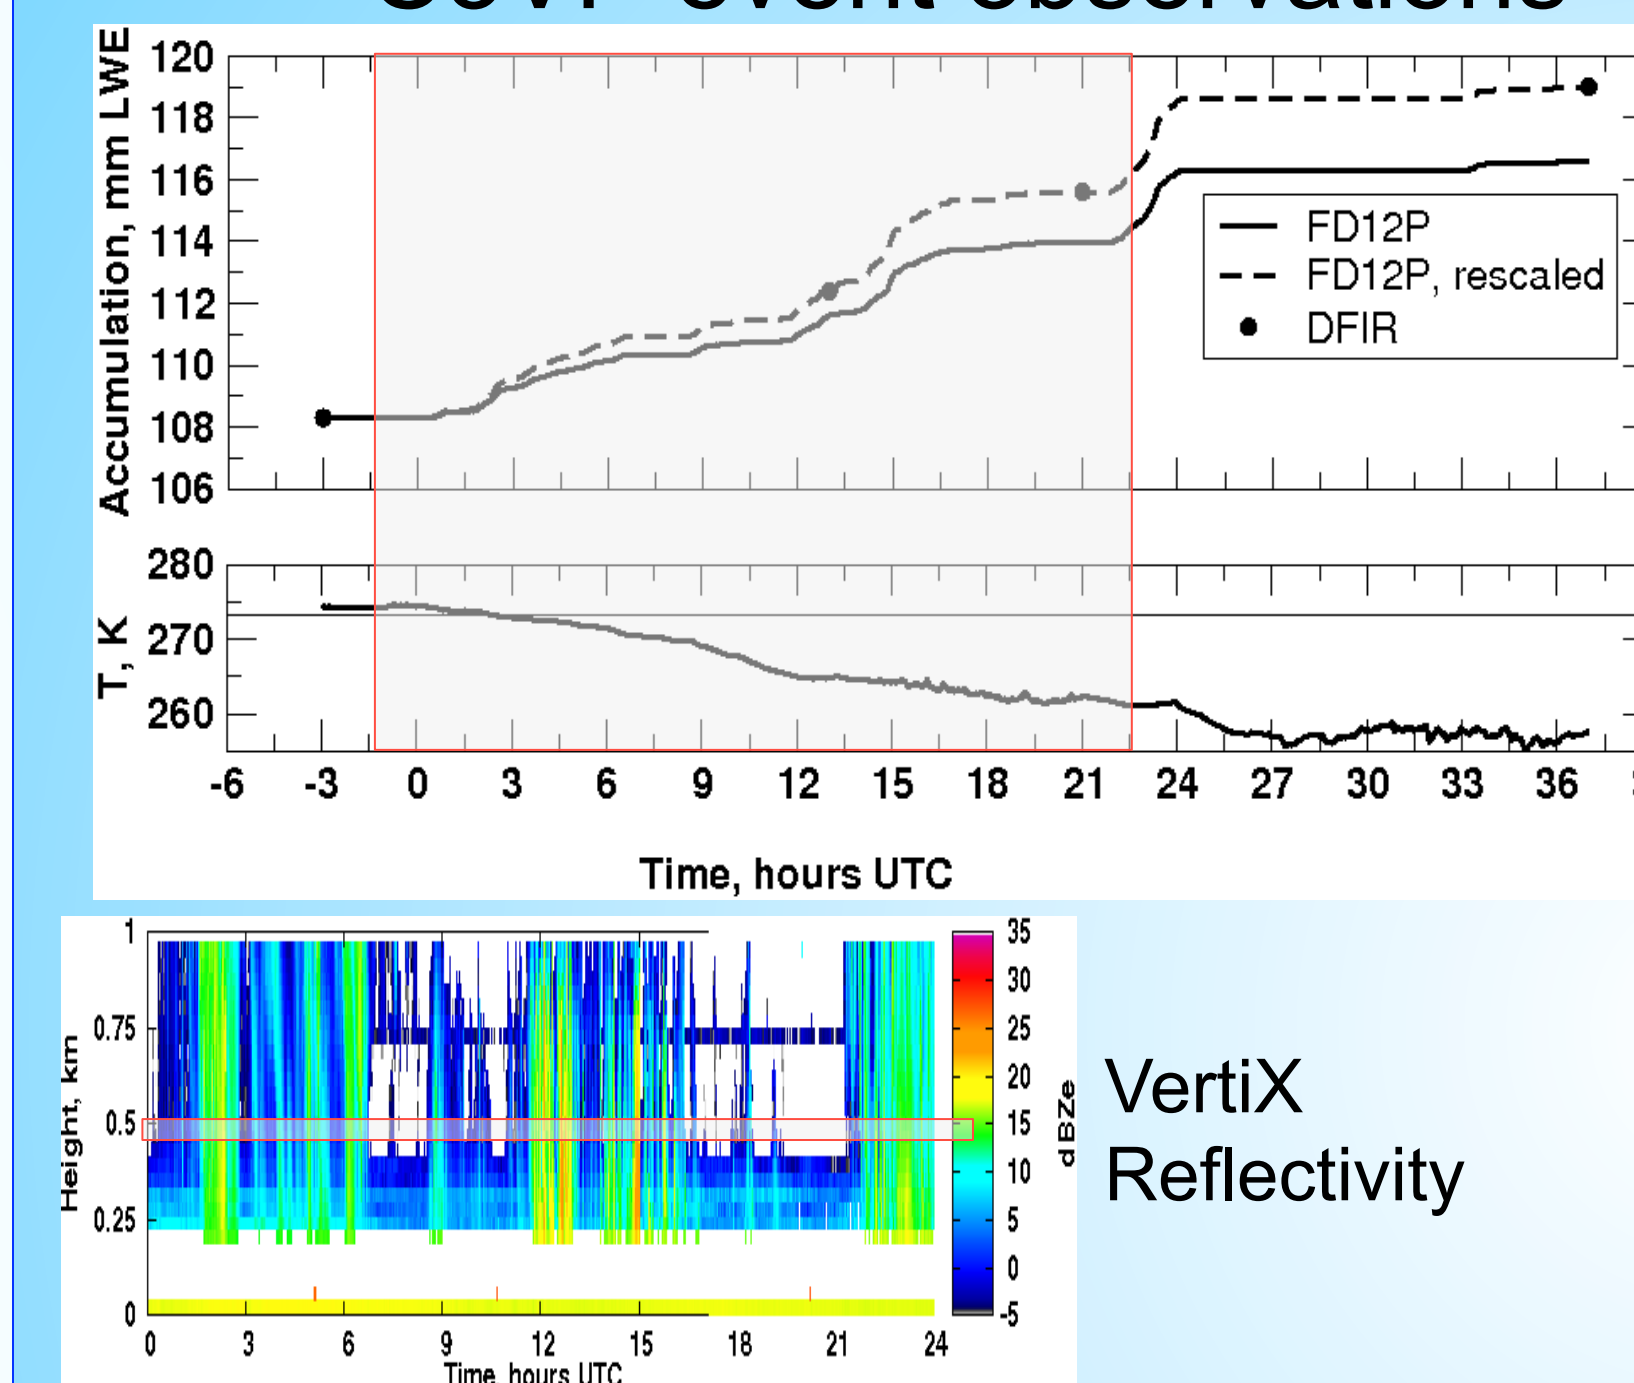 event observations
Accumulation, mm LWE
120
118
116
114
112
110
108
106
FD12P
FD12P, rescaled
DFIR
T, K
280
270
260
-6 -3 0 3 6 9 12 15 18 21 24 27 30 33 36
Time, hours UTC
Height, km
1
0.75
0.5
0.25
0
0 3 6 9 12 15 18 21 24
Time, hours UTC
35
30
25
20
15
10
5
0
-5
dBZe
VertiX
Reflectivity